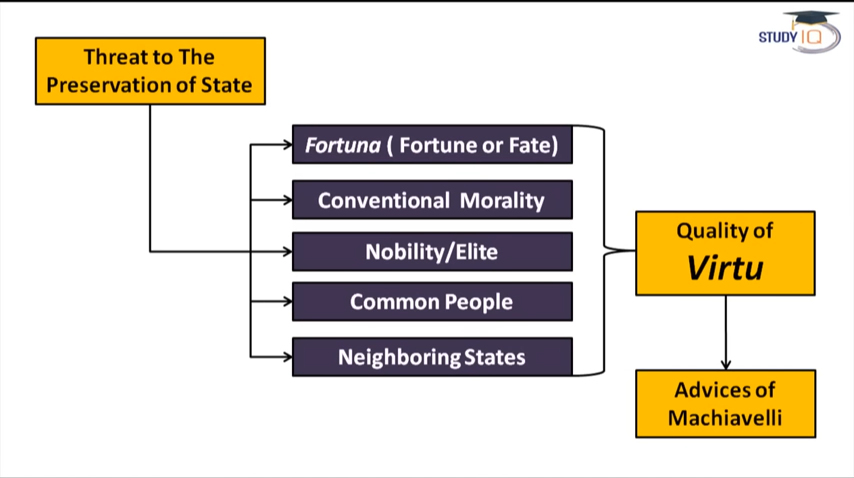 STUDY IQ
Threat to The
Preservation of State
Fortuna ( Fortune or Fate)
Conventional Morality
Nobility/Elite
Common People
Neighboring States
Quality of
Virtu
Advices of
Machiavelli